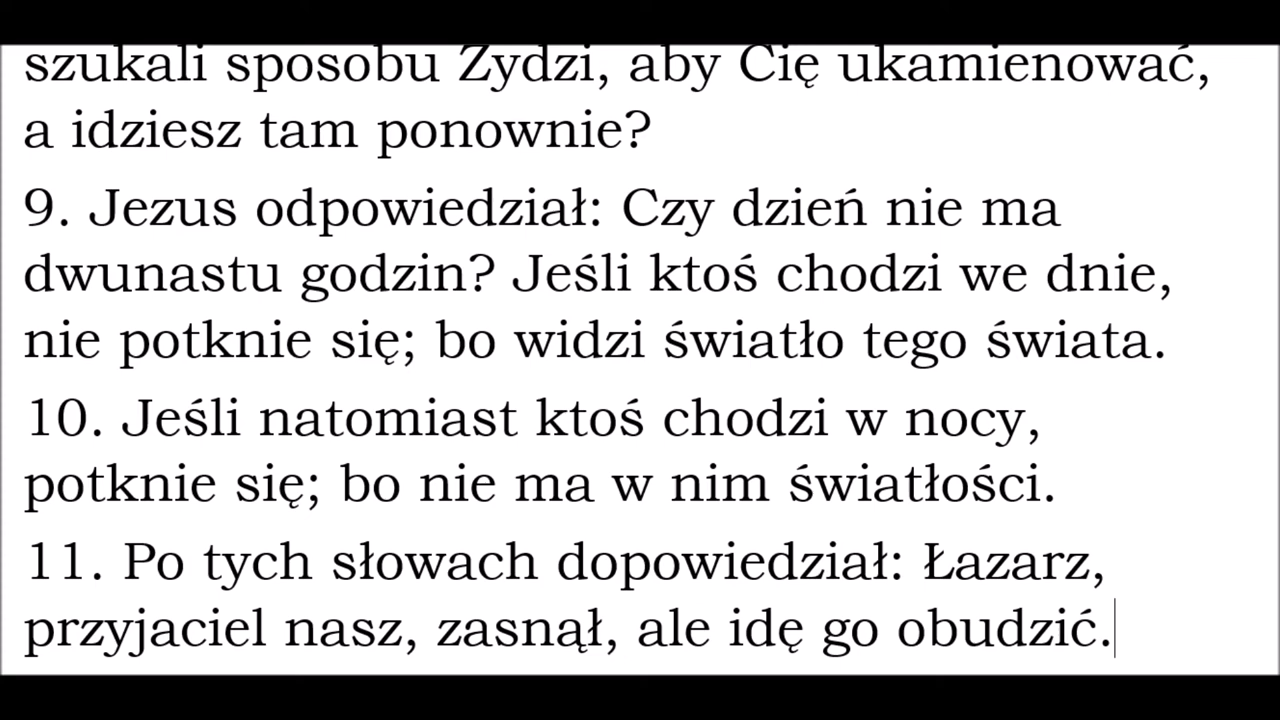 szukali sposobu Żydzi, aby Cię ukamienować,
a idziesz tam ponownie?
9. Jezus odpowiedział: Czy dzień nie ma
dwunastu godzin? Jeśli ktoś chodzi we dnie,
nie potknie się; bo widzi światło tego świata.
10. Jeśli natomiast ktoś chodzi w nocy,
potknie się; bo nie ma w nim światłości.
11. Po tych słowach dopowiedział: Łazarz,
przyjaciel nasz, zasnął, ale idę go obudzić.